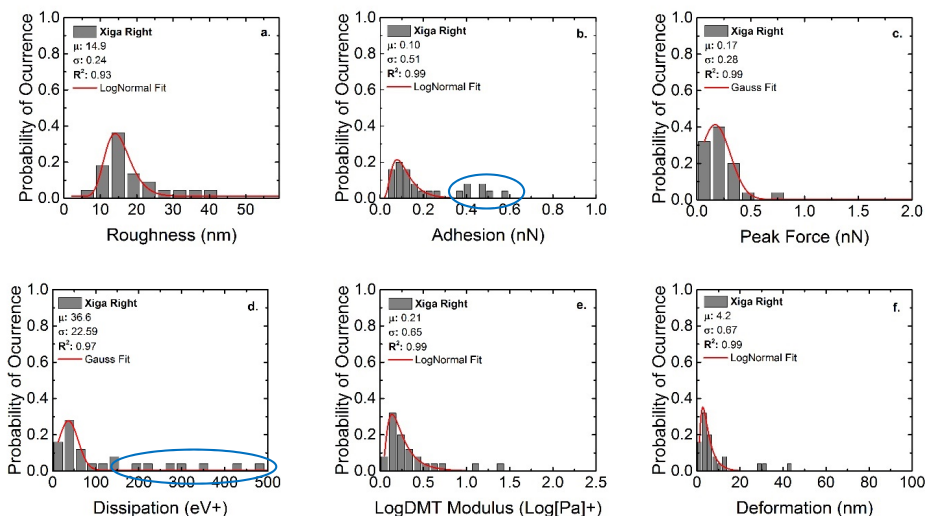 Probability of Ocurrence
1.0
0.8
0.6
0.4
0.2
0.0
Xiga Right
a.
μ: 14.9
σ: 0.24
R²: 0.93
LogNormal Fit
0 10 20 30 40 50
Roughness (nm)
Probability of Ocurrence
1.0
0.8
0.6
0.4
0.2
0.0
Xiga Right
b.
μ: 0.10
σ: 0.51
R²: 0.99
LogNormal Fit
0.0 0.2 0.4 0.6 0.8 1.0
Adhesion (nN)
Probability of Ocurrence
1.0
0.8
0.6
0.4
0.2
0.0
Xiga Right
c.
μ: 0.17
σ: 0.28
R²: 0.99
Gauss Fit
0.0 0.5 1.0 1.5 2.0
Peak Force (nN)
Probability of Ocurrence
1.0
0.8
0.6
0.4
0.2
0.0
Xiga Right
d.
μ: 36.6
σ: 22.59
R²: 0.97
Gauss Fit
0 100 200 300 400 500
Dissipation (eV+)
Probability of Ocurrence
1.0
0.8
0.6
0.4
0.2
0.0
Xiga Right
e.
μ: 0.21
σ: 0.65
R²: 0.99
LogNormal Fit
0.0 0.5 1.0 1.5 2.0 2.5
LogDMT Modulus (Log[Pa]+)
Probability of Ocurrence
1.0
0.8
0.6
0.4
0.2
0.0
Xiga Right
f.
μ: 4.2
σ: 0.67
R²: 0.99
LogNormal Fit
0 20 40 60 80 100
Deformation (nm)